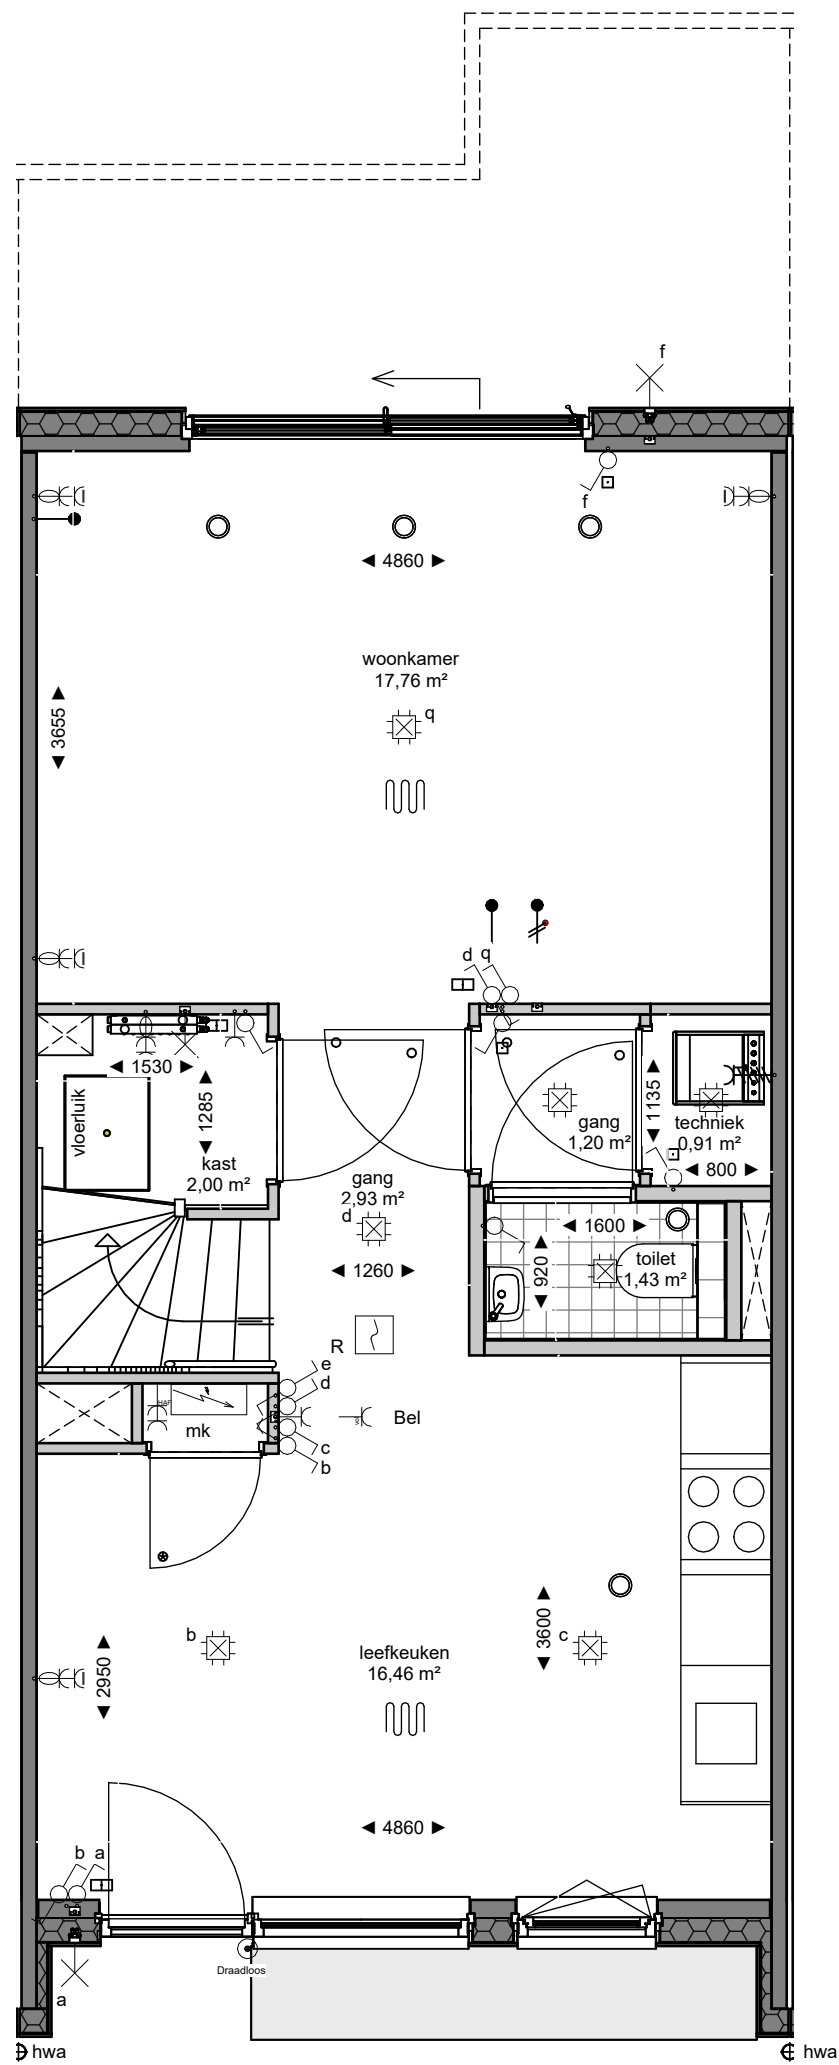 f
f
4860
woonkamer
17,76 m²
q
3655
d q
1530
1285
vloerluik
kast
2,00 m²
gang
2,93 m²
d
1260
gang
1,20 m²
1135
techniek
0,91 m²
800
1600
920
toilet
1,43 m²
R
e
d
mk
Bel
c
b
b
c
3600
leefkeuken
16,46 m²
2950
4860
b a
Draadloos
a
hwa
hwa